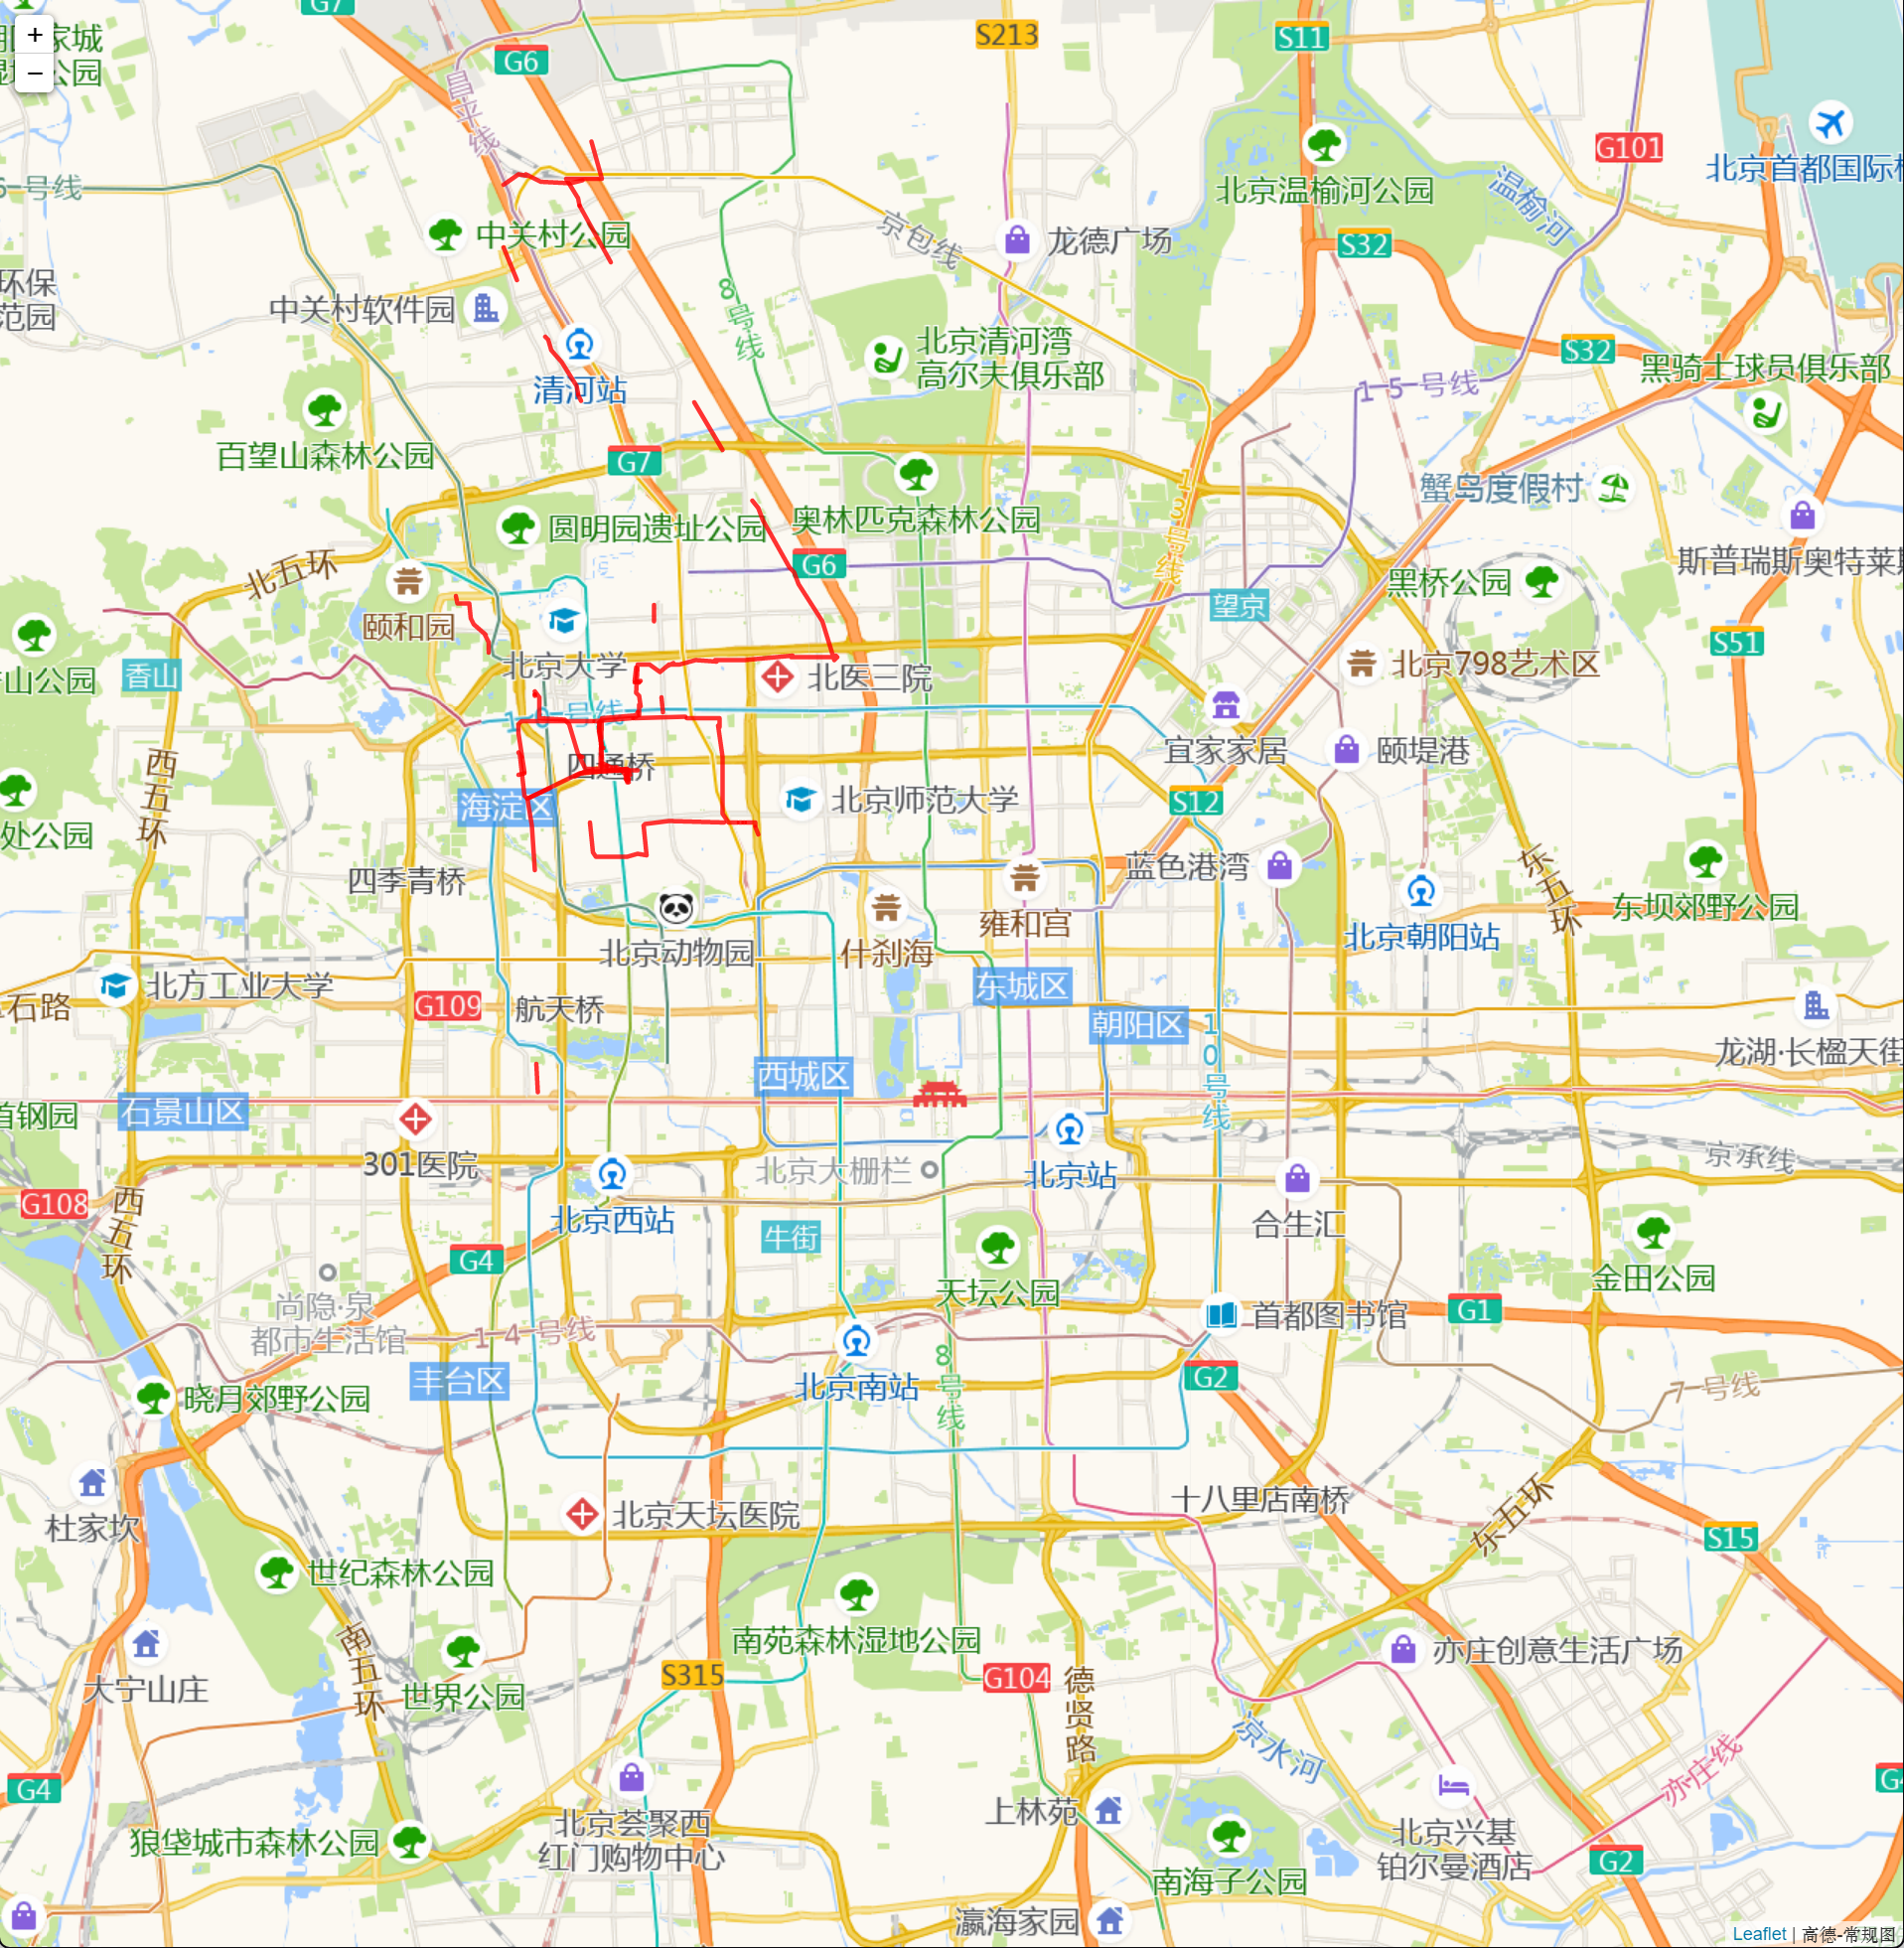 G7
S213
S11
+
−
G6
昌平线
G101
6号线
北京温榆河公园
温榆河
中关村公园
京包线
龙德广场
S32
环保
范园
中关村软件园
8号线
北京清河湾
高尔夫俱乐部
S32
黑骑士球员俱乐部
清河站
15号线
百望山森林公园
G7
13号线
蟹岛度假村
圆明园遗址公园
奥林匹克森林公园
斯普瑞斯奥特莱斯
北五环
G6
黑桥公园
颐和园
望京
S51
山公园
香山
北京大学
北医三院
北京798艺术区
10号线
西五环
四通桥
宜家家居
颐堤港
海淀区
北京师范大学
S12
处公园
四季青桥
蓝色港湾
东五环
雍和宫
东坝郊野公园
北京动物园
什刹海
北京朝阳站
北方工业大学
东城区
石路
G109
航天桥
朝阳区
10号线
龙湖·长楹天街
西城区
首钢园
石景山区
301医院
北京大栅栏
北京站
京承线
G108
西五环
北京西站
牛街
合生汇
G4
天坛公园
金田公园
尚隐·泉
都市生活馆
14号线
首都图书馆
G1
丰台区
8号线
G2
晓月郊野公园
北京南站
7号线
杜家坎
北京天坛医院
十八里店南桥
东五环
S15
世纪森林公园
南五环
南苑森林湿地公园
亦庄创意生活广场
大宁山庄
世界公园
S315
G104
德贤路
凉水河
亦庄线
G4
上林苑
北京荟聚西
红门购物中心
北京兴基
铂尔曼酒店
狼垡城市森林公园
G2
南海子公园
瀛海家园
Leaflet | 高德-常规图